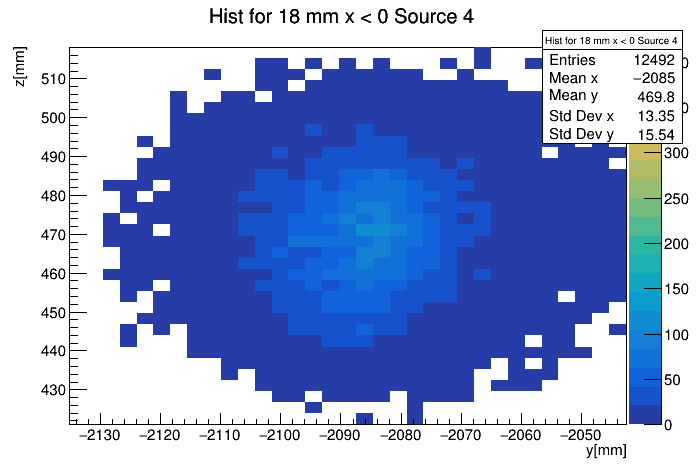 Hist for 18 mm x < 0 Source 4
z[mm]
Hist for 18 mm x < 0 Source 4
Entries 12492
Mean x −2085
Mean y 469.8
Std Dev x 13.35
Std Dev y 15.54
510
500
490
480
470
460
450
440
430
300
250
200
150
100
50
0
−2130 −2120 −2110 −2100 −2090 −2080 −2070 −2060 −2050
y[mm]